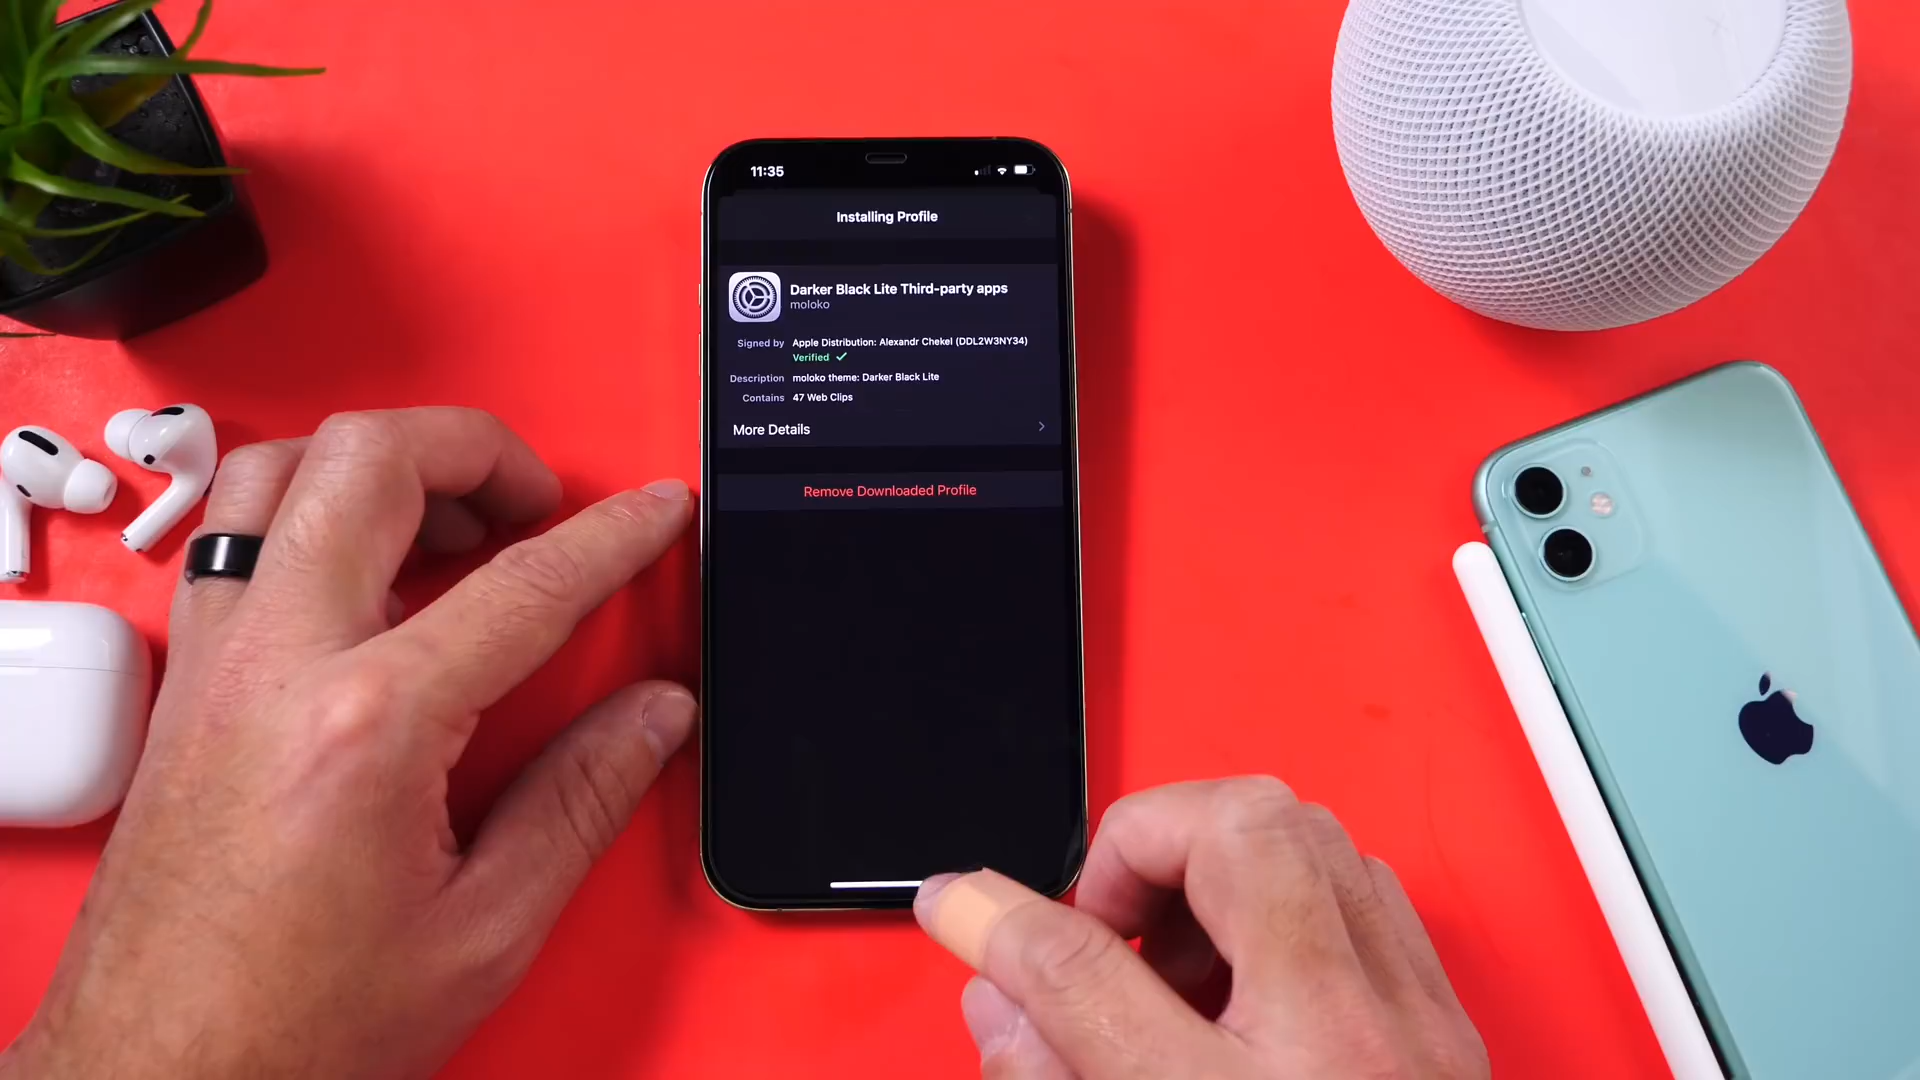 11:35
Installing Profile
Darker Black Lite Third-party apps
moloko
Signed by Apple Distribution: Alexandr Chekel (DDL2W3NY34)
Verified ✓
Description moloko theme: Darker Black Lite
Contains 47 Web Clips
More Details
Remove Downloaded Profile